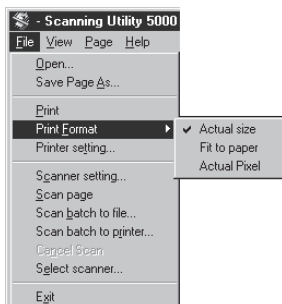 - Scanning Utility 5000
File View Page Help
Open...
Save Page As...
Print
Print Format
Actual size
Fit to paper
Actual Pixel
Printer setting...
Scanner setting...
Scan page
Scan batch to file...
Scan batch to printer...
Cancel Scan
Select scanner...
Exit